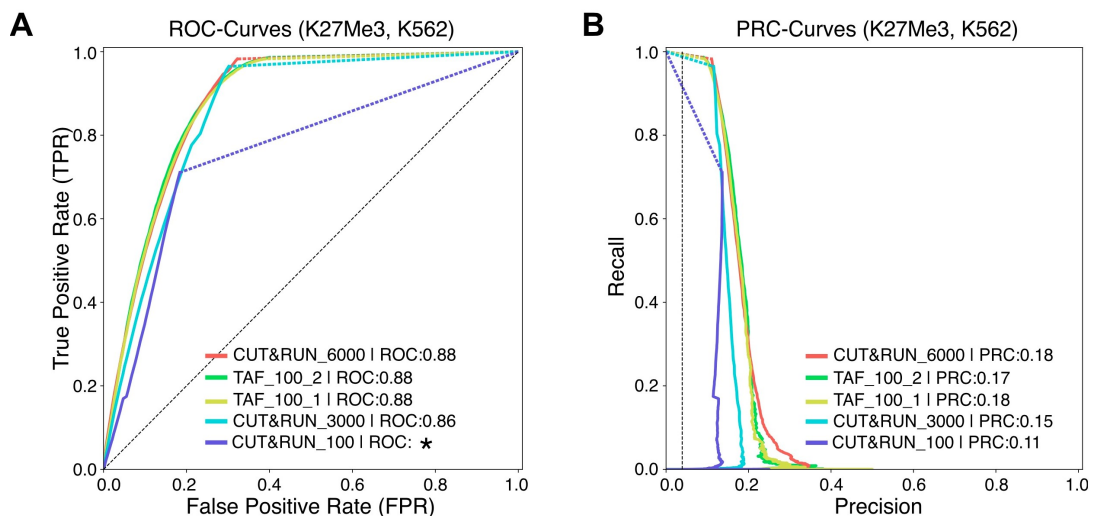 A
ROC-Curves (K27Me3, K562)
True Positive Rate (TPR)
1.0
0.8
0.6
0.4
0.2
0.0
CUT&RUN_6000 | ROC:0.88
TAF_100_2 | ROC:0.88
TAF_100_1 | ROC:0.88
CUT&RUN_3000 | ROC:0.86
CUT&RUN_100 | ROC: *
0.0 0.2 0.4 0.6 0.8 1.0
False Positive Rate (FPR)
B
PRC-Curves (K27Me3, K562)
Recall
1.0
0.8
0.6
0.4
0.2
0.0
CUT&RUN_6000 | PRC:0.18
TAF_100_2 | PRC:0.17
TAF_100_1 | PRC:0.18
CUT&RUN_3000 | PRC:0.15
CUT&RUN_100 | PRC:0.11
0.0 0.2 0.4 0.6 0.8 1.0
Precision